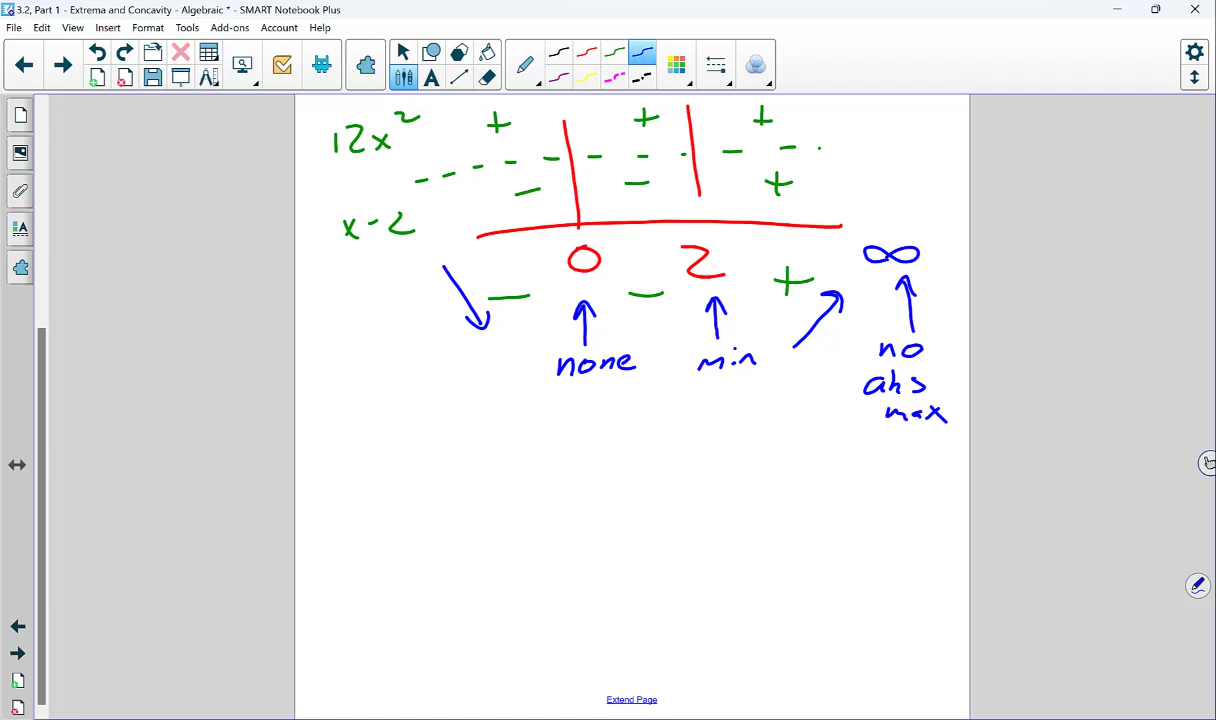 3.2, Part 1 - Extrema and Concavity - Algebraic * - SMART Notebook Plus
File Edit View Insert Format Tools Add-ons Account Help
12x² + + +
- - - - - - - - - -
- - +
x-2
0 2 ∞
- - +
none min no
abs
max
Extend Page